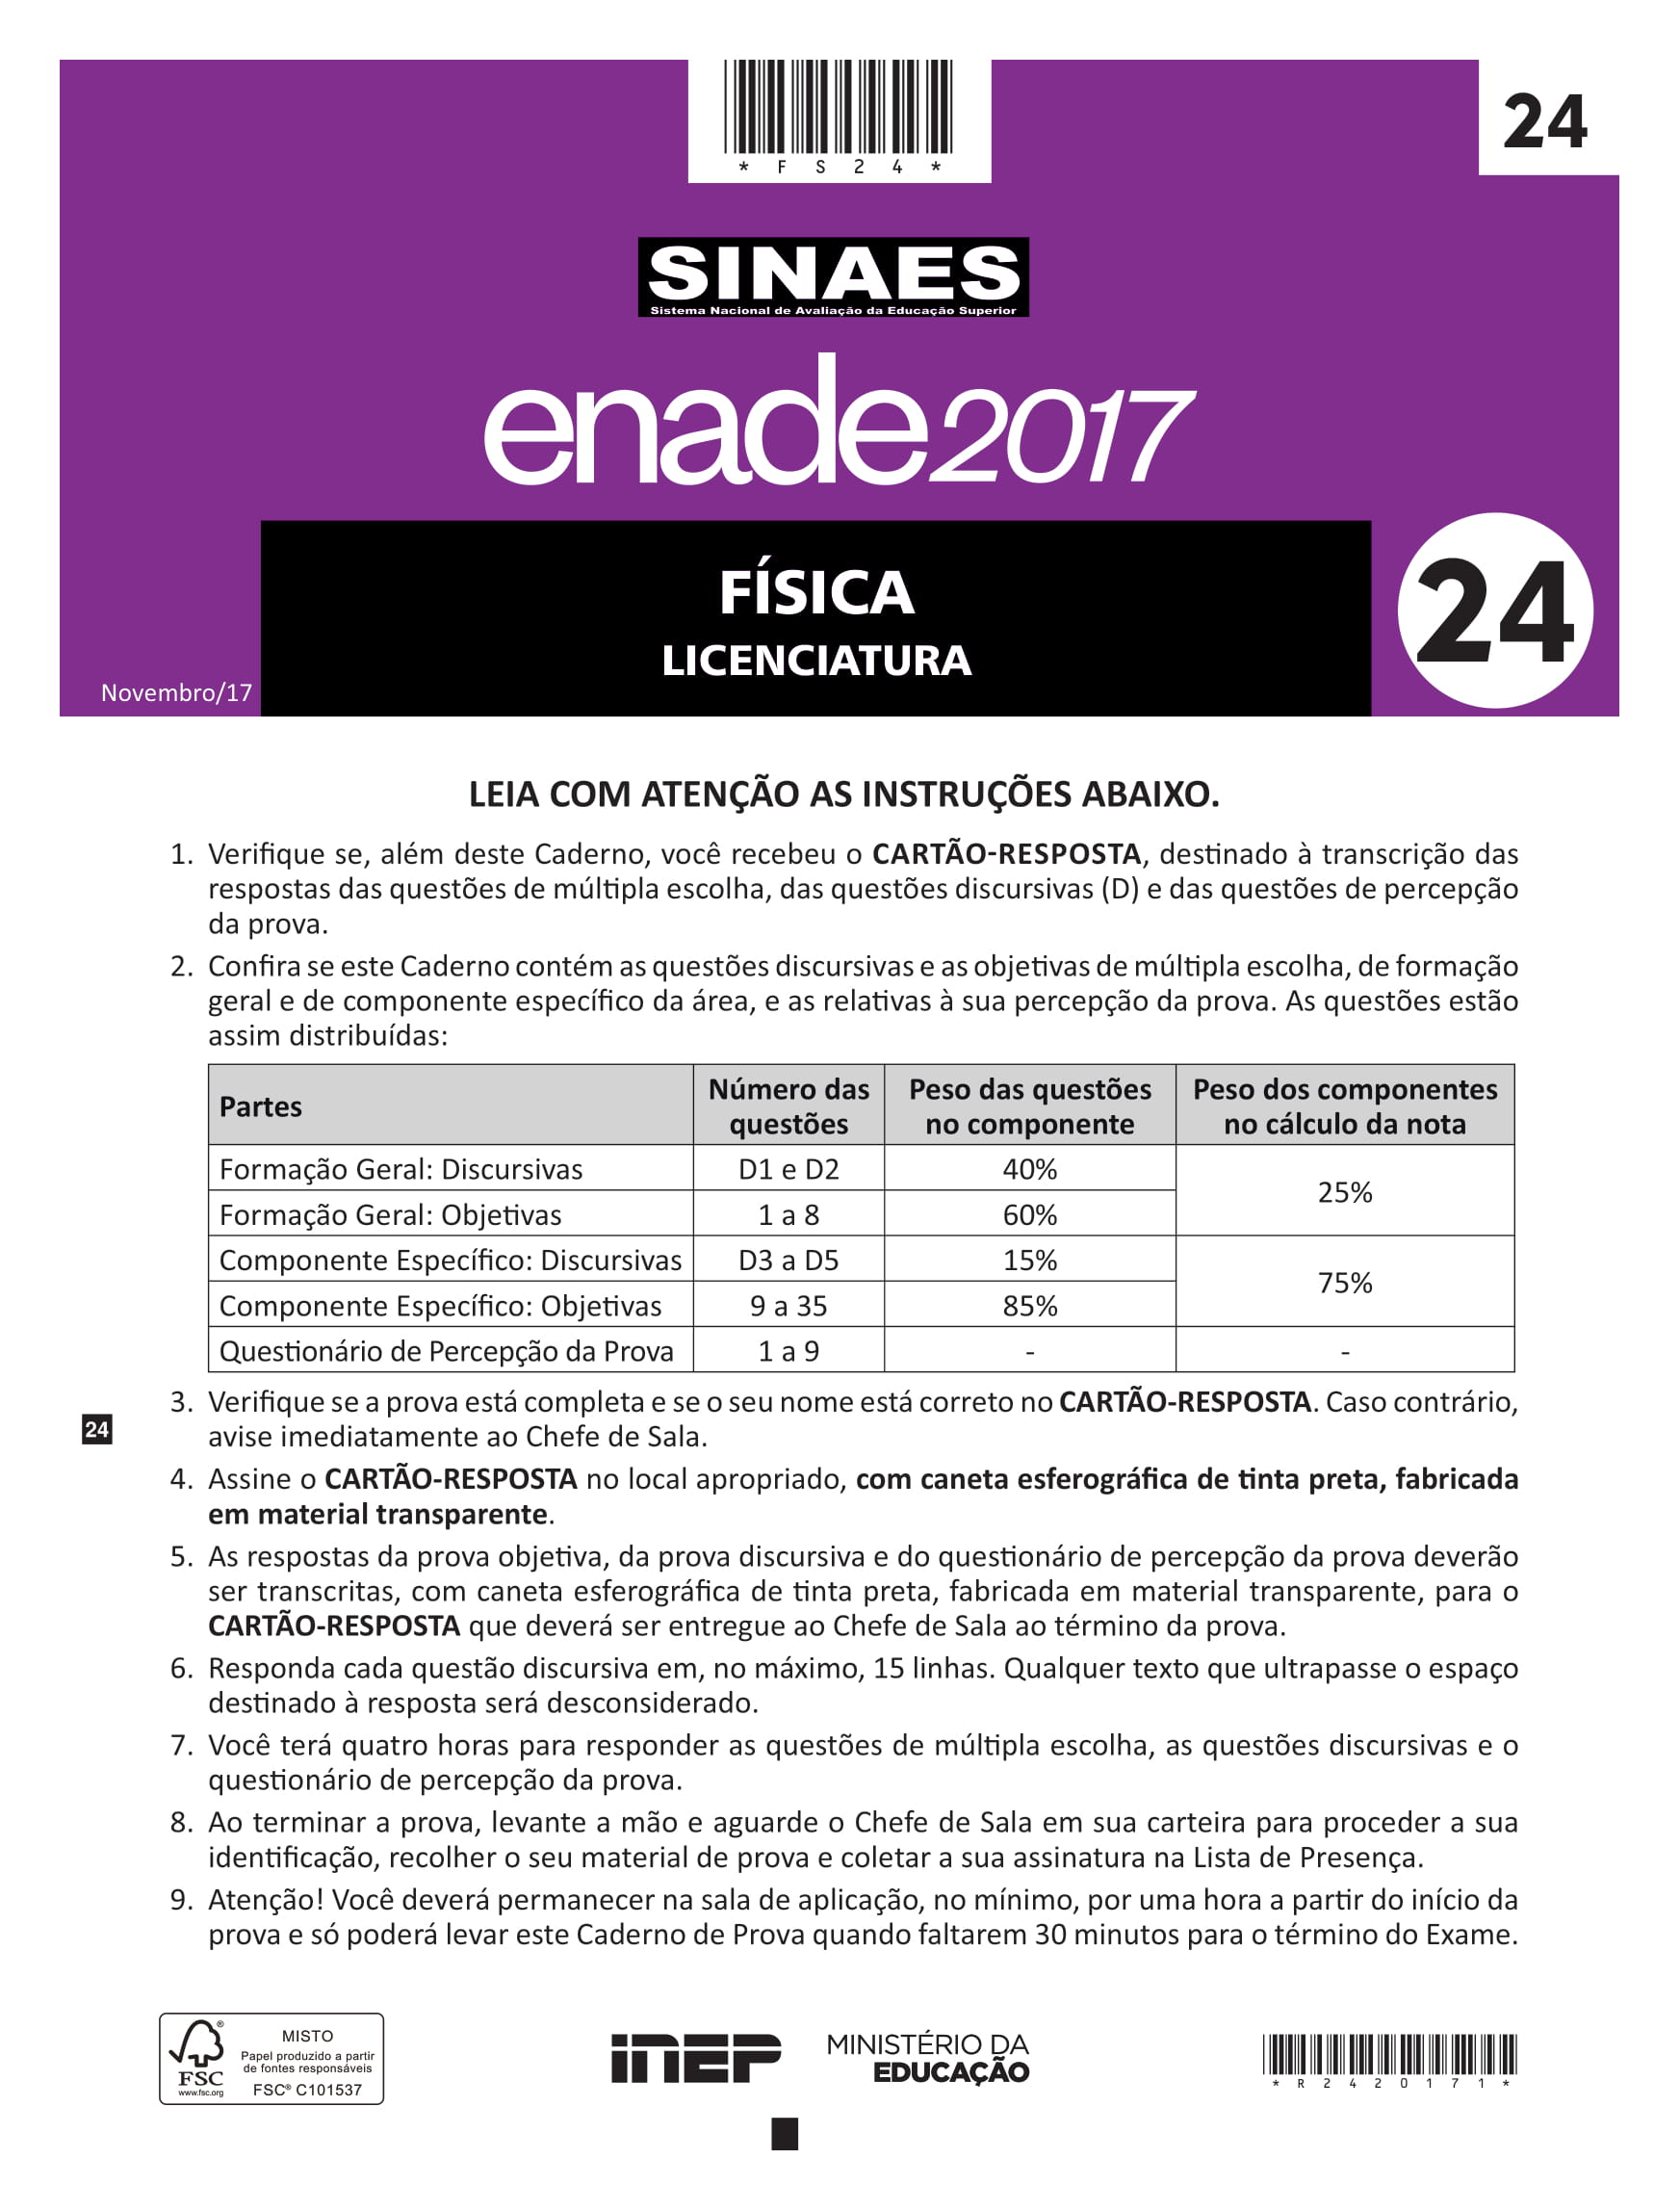 * F S 2 4 *
24
SINAES
Sistema Nacional de Avaliação da Educação Superior
enade2017
FÍSICA
LICENCIATURA
24
Novembro/17
LEIA COM ATENÇÃO AS INSTRUÇÕES ABAIXO.
1. Verifique se, além deste Caderno, você recebeu o CARTÃO-RESPOSTA, destinado à transcrição das
respostas das questões de múltipla escolha, das questões discursivas (D) e das questões de percepção
da prova.
2. Confira se este Caderno contém as questões discursivas e as objetivas de múltipla escolha, de formação
geral e de componente específico da área, e as relativas à sua percepção da prova. As questões estão
assim distribuídas:
Partes
Número das
questões
Peso das questões
no componente
Peso dos componentes
no cálculo da nota
Formação Geral: Discursivas D1 e D2 40%
25%
Formação Geral: Objetivas 1 a 8 60%
Componente Específico: Discursivas D3 a D5 15%
75%
Componente Específico: Objetivas 9 a 35 85%
Questionário de Percepção da Prova 1 a 9 - -
3. Verifique se a prova está completa e se o seu nome está correto no CARTÃO-RESPOSTA. Caso contrário,
avise imediatamente ao Chefe de Sala.
24
4. Assine o CARTÃO-RESPOSTA no local apropriado, com caneta esferográfica de tinta preta, fabricada
em material transparente.
5. As respostas da prova objetiva, da prova discursiva e do questionário de percepção da prova deverão
ser transcritas, com caneta esferográfica de tinta preta, fabricada em material transparente, para o
CARTÃO-RESPOSTA que deverá ser entregue ao Chefe de Sala ao término da prova.
6. Responda cada questão discursiva em, no máximo, 15 linhas. Qualquer texto que ultrapasse o espaço
destinado à resposta será desconsiderado.
7. Você terá quatro horas para responder as questões de múltipla escolha, as questões discursivas e o
questionário de percepção da prova.
8. Ao terminar a prova, levante a mão e aguarde o Chefe de Sala em sua carteira para proceder a sua
identificação, recolher o seu material de prova e coletar a sua assinatura na Lista de Presença.
9. Atenção! Você deverá permanecer na sala de aplicação, no mínimo, por uma hora a partir do início da
prova e só poderá levar este Caderno de Prova quando faltarem 30 minutos para o término do Exame.
®
FSC
www.fsc.org
MISTO
Papel produzido a partir
de fontes responsáveis
FSC® C101537
INEP
MINISTÉRIO DA
EDUCAÇÃO
* R 2 4 2 0 1 7 1 *